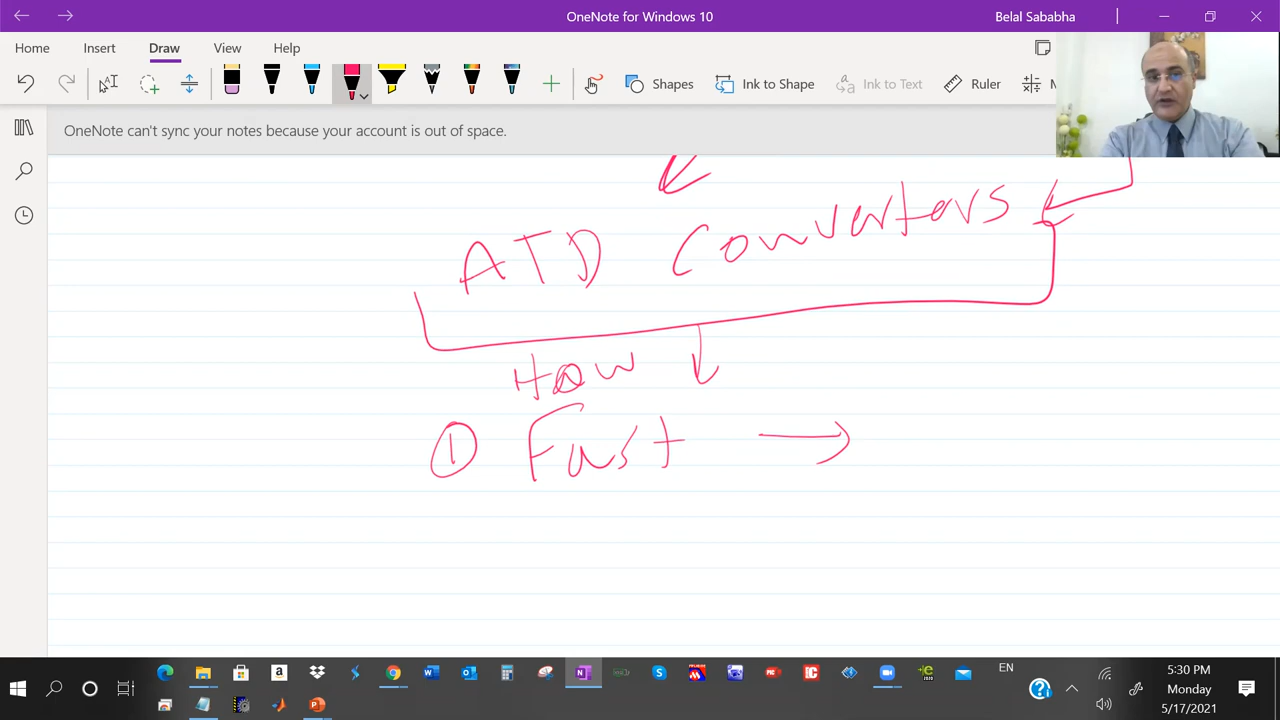 OneNote for Windows 10
Belal Sababha
Home Insert Draw View Help
Shapes Ink to Shape Ink to Text Ruler M
OneNote can't sync your notes because your account is out of space.
ATD Converters
How
1 Fast
EN
5:30 PM
Monday
5/17/2021